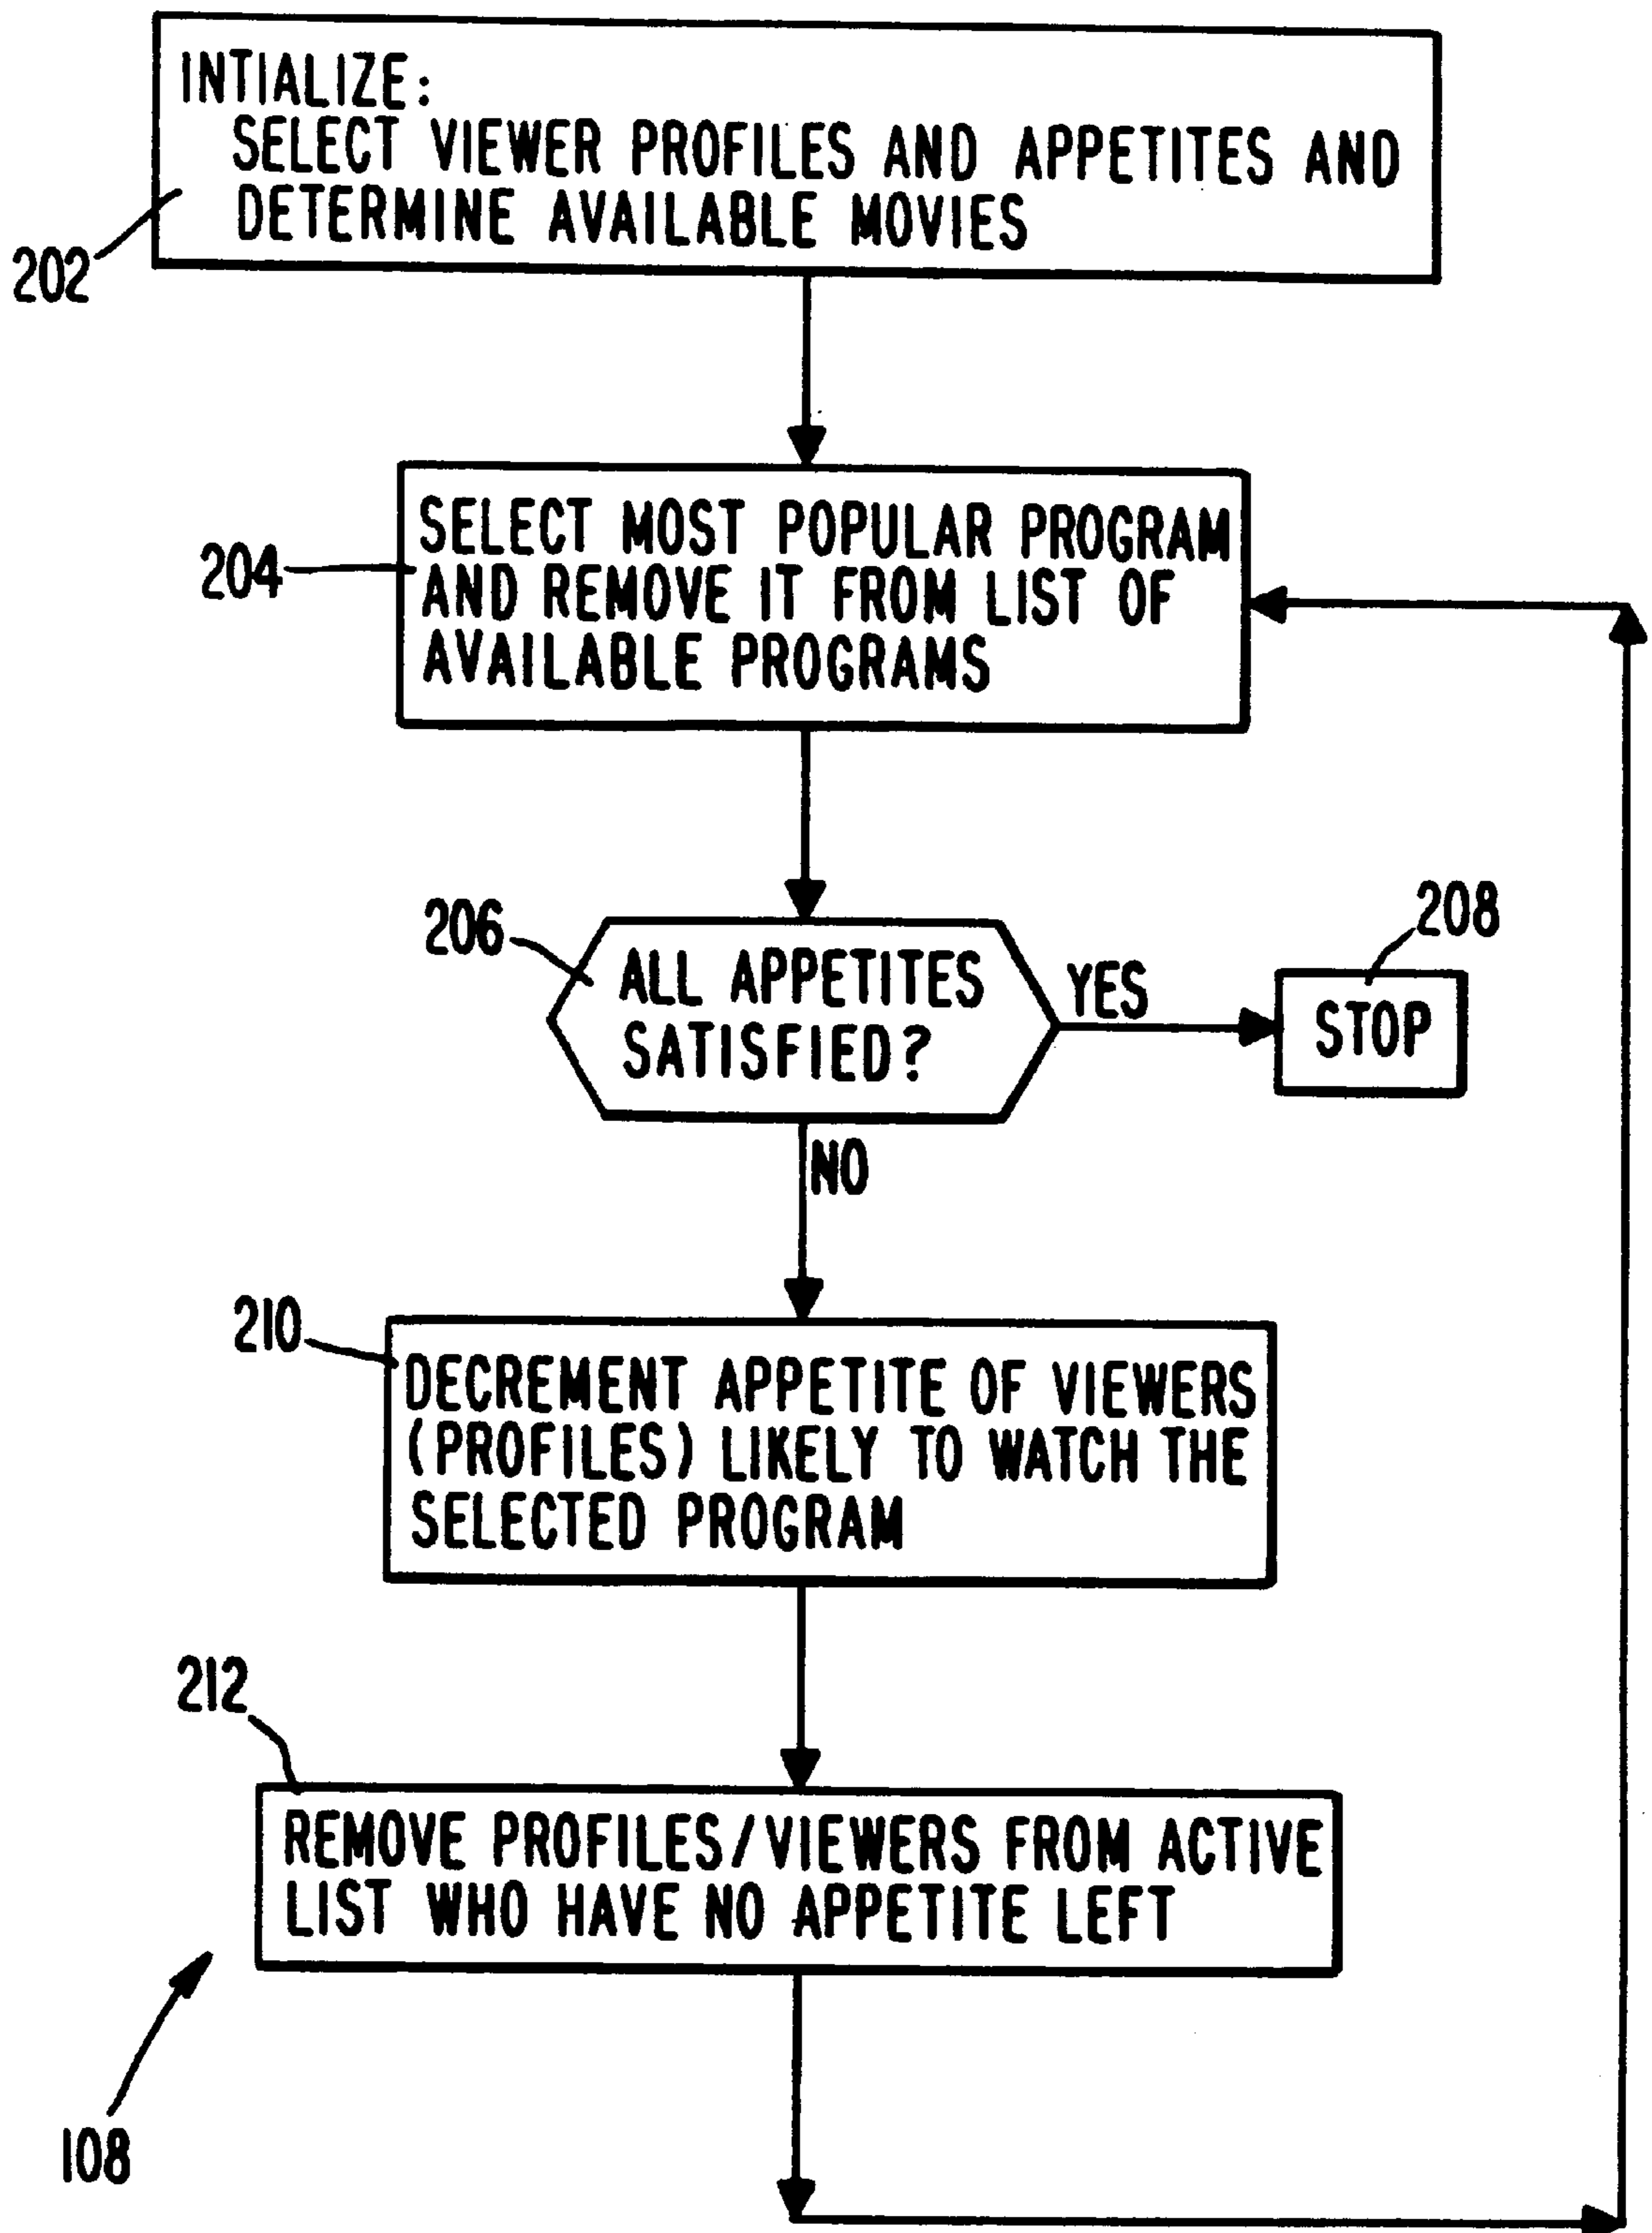 INTIALIZE:
SELECT VIEWER PROFILES AND APPETITES AND
DETERMINE AVAILABLE MOVIES
202
SELECT MOST POPULAR PROGRAM
AND REMOVE IT FROM LIST OF
AVAILABLE PROGRAMS
204
206
ALL APPETITES
SATISFIED?
YES
208
STOP
NO
210
DECREMENT APPETITE OF VIEWERS
(PROFILES) LIKELY TO WATCH THE
SELECTED PROGRAM
212
REMOVE PROFILES/VIEWERS FROM ACTIVE
LIST WHO HAVE NO APPETITE LEFT
108